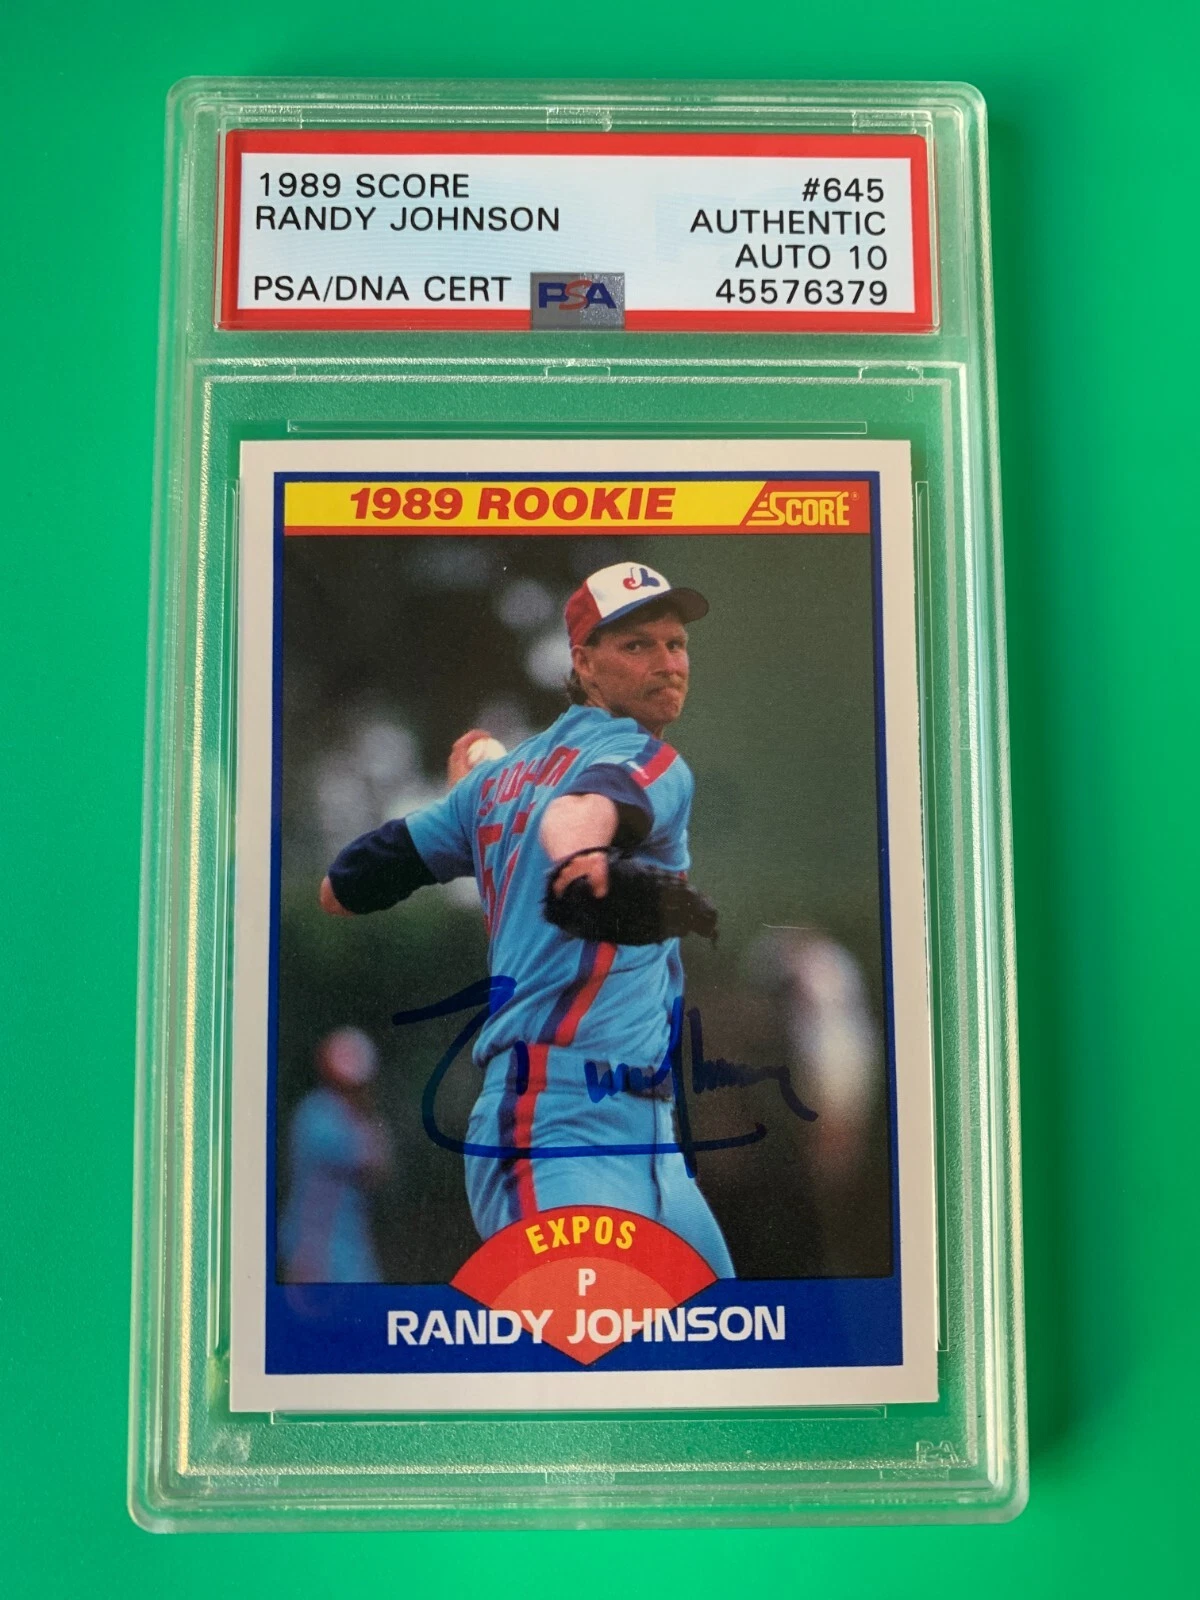 1989 SCORE #645
RANDY JOHNSON AUTHENTIC
AUTO 10
PSA/DNA CERT PSA 45576379
1989 ROOKIE SCORE
EXPOS
P
RANDY JOHNSON